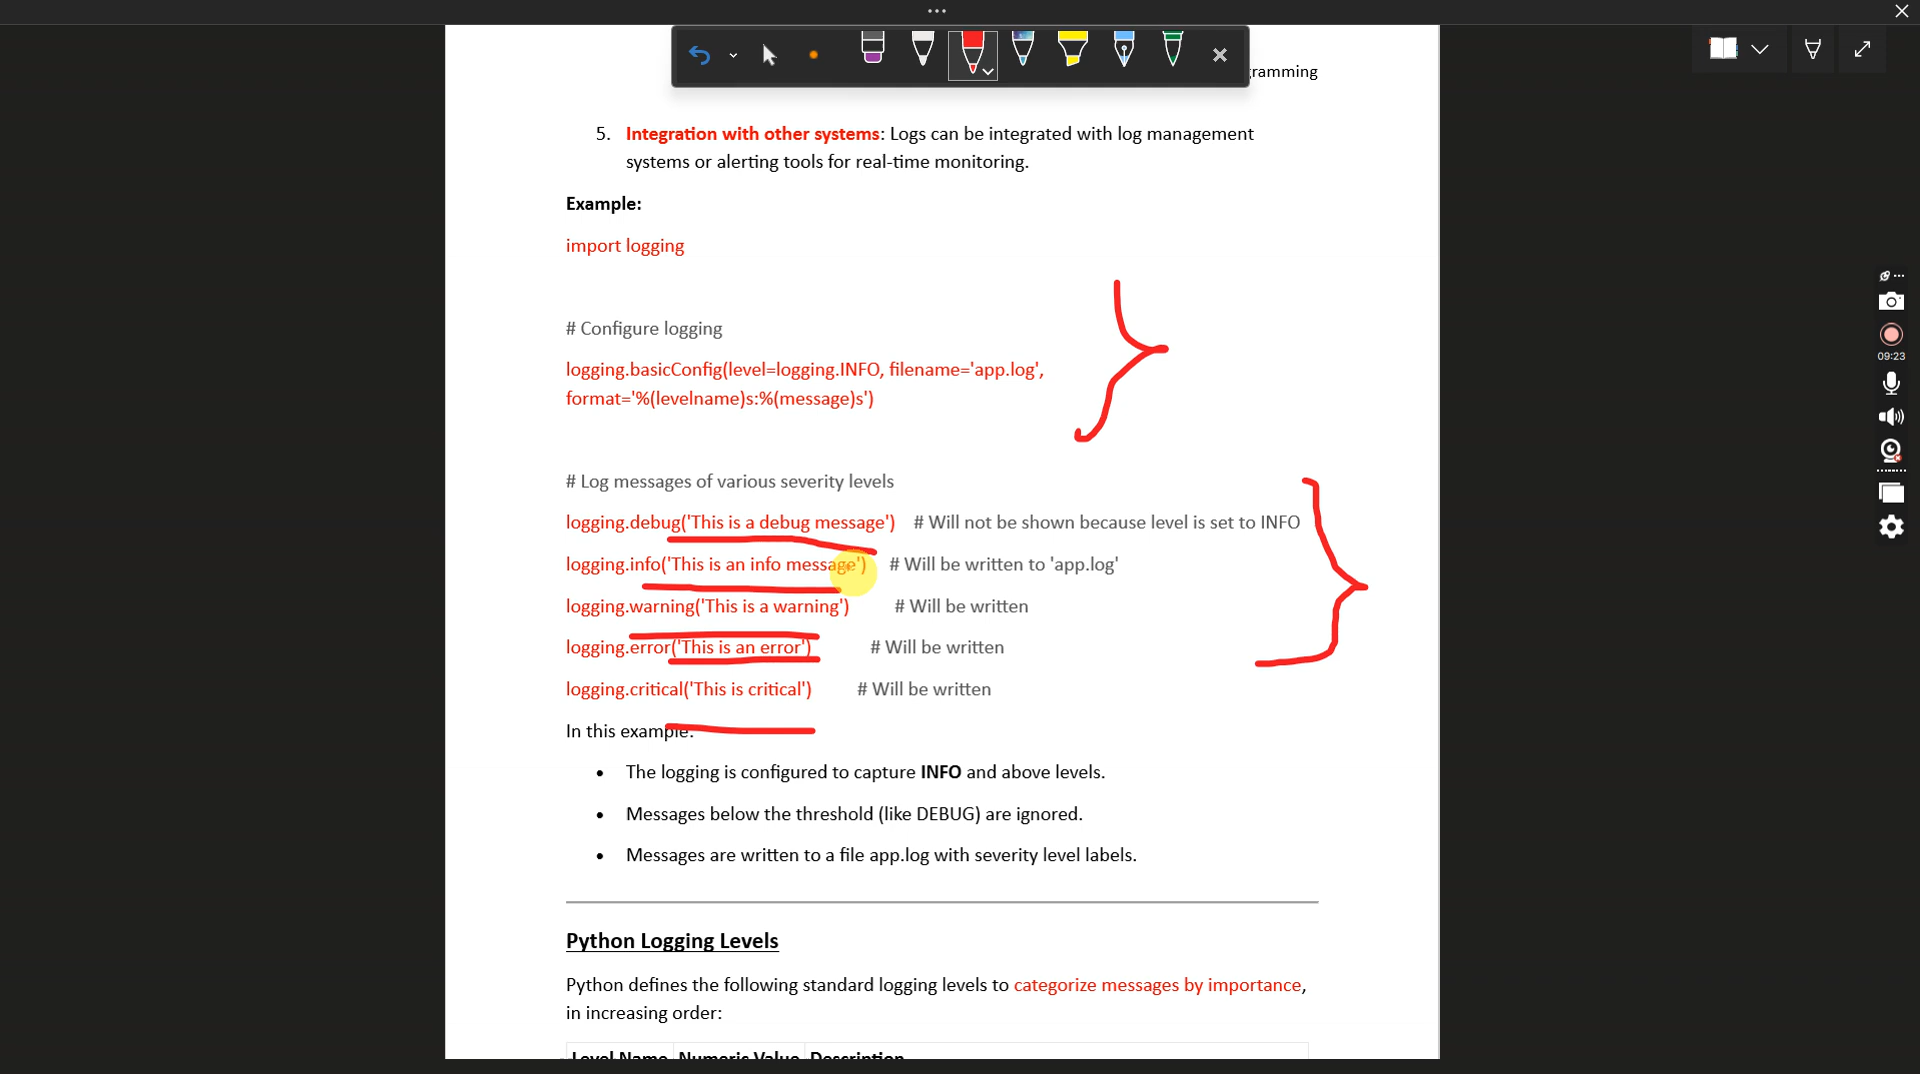 ramming
5. Integration with other systems: Logs can be integrated with log management
systems or alerting tools for real-time monitoring.
Example:
import logging
# Configure logging
logging.basicConfig(level=logging.INFO, filename='app.log',
format='%(levelname)s:%(message)s')
# Log messages of various severity levels
logging.debug('This is a debug message') # Will not be shown because level is set to INFO
logging.info('This is an info message') # Will be written to 'app.log'
logging.warning('This is a warning') # Will be written
logging.error('This is an error') # Will be written
logging.critical('This is critical') # Will be written
In this example:
• The logging is configured to capture INFO and above levels.
• Messages below the threshold (like DEBUG) are ignored.
• Messages are written to a file app.log with severity level labels.
Python Logging Levels
Python defines the following standard logging levels to categorize messages by importance,
in increasing order:
Level Name Numeric Value Description
09:23